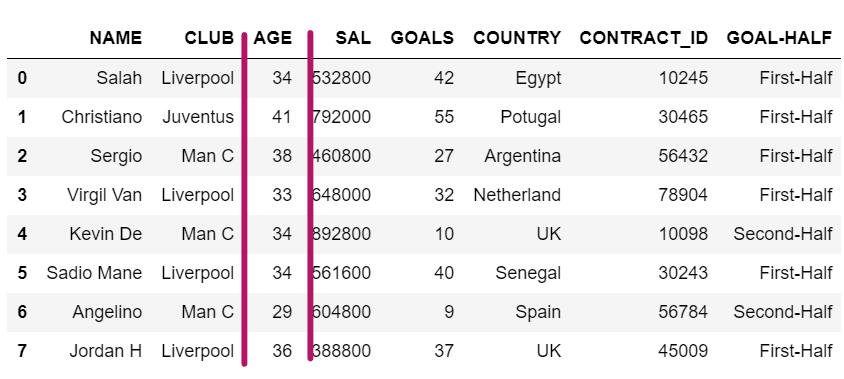 NAME CLUB AGE SAL GOALS COUNTRY CONTRACT_ID GOAL-HALF
0 Salah Liverpool 34 532800 42 Egypt 10245 First-Half
1 Christiano Juventus 41 792000 55 Potugal 30465 First-Half
2 Sergio Man C 38 460800 27 Argentina 56432 First-Half
3 Virgil Van Liverpool 33 648000 32 Netherland 78904 First-Half
4 Kevin De Man C 34 892800 10 UK 10098 Second-Half
5 Sadio Mane Liverpool 34 561600 40 Senegal 30243 First-Half
6 Angelino Man C 29 604800 9 Spain 56784 Second-Half
7 Jordan H Liverpool 36 388800 37 UK 45009 First-Half